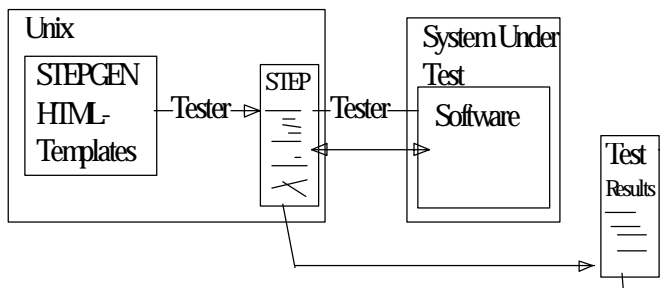 Unix
STEPGEN
HTML-
Templates
Tester
STEP
Tester
System Under
Test
Software
Test
Results